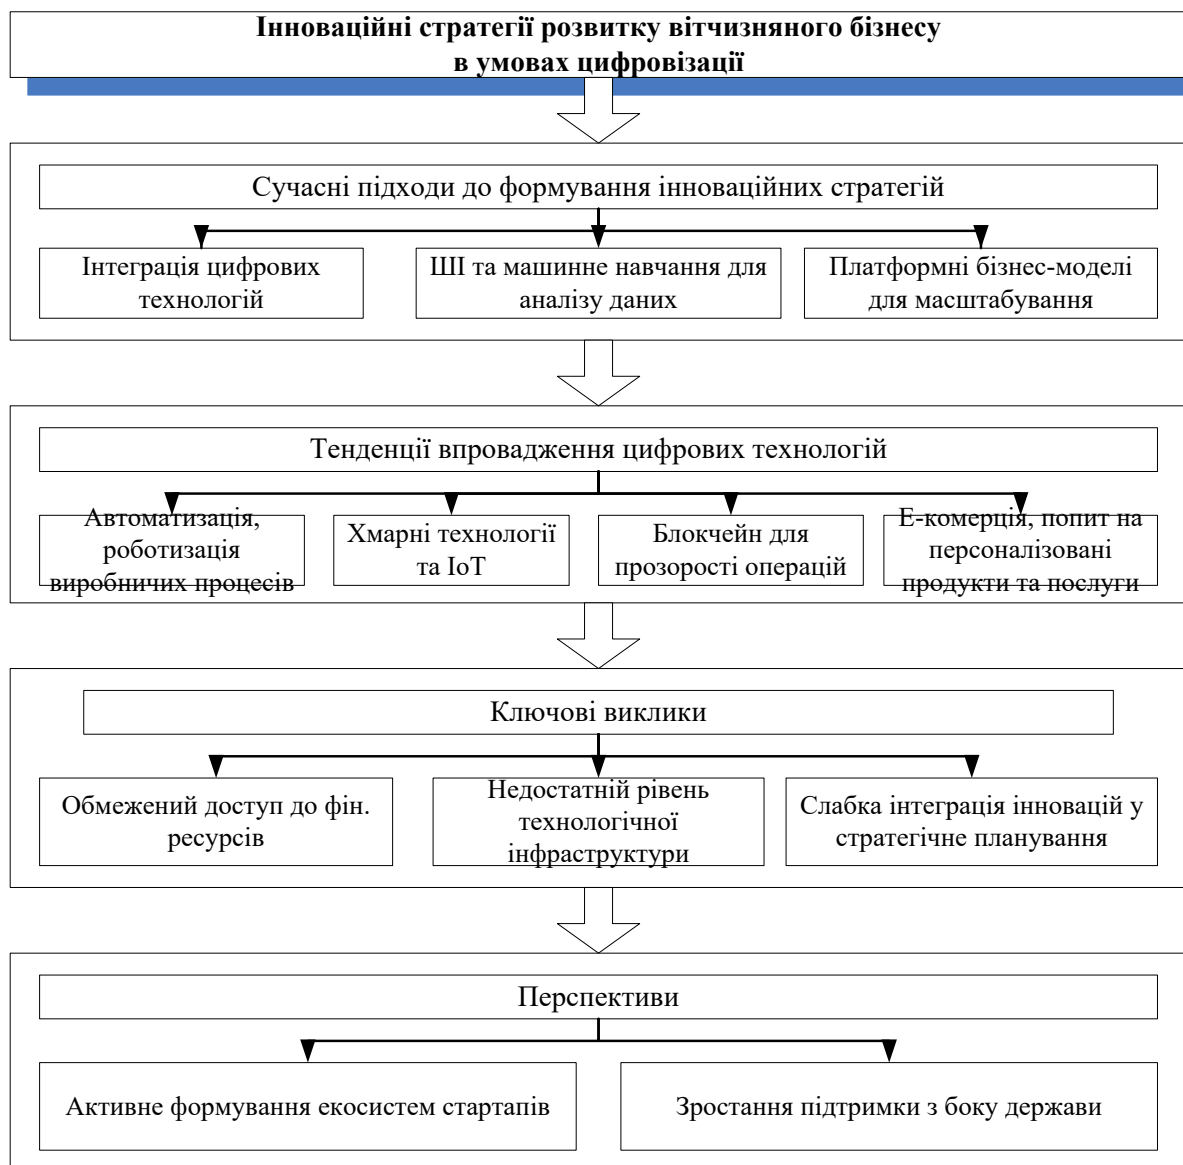 Інноваційні стратегії розвитку вітчизняного бізнесу
в умовах цифровізації
Сучасні підходи до формування інноваційних стратегій
Інтеграція цифрових
технологій
ШІ та машинне навчання для
аналізу даних
Платформні бізнес-моделі
для масштабування
Тенденції впровадження цифрових технологій
Автоматизація,
роботизація
виробничих процесів
Хмарні технології
та IoT
Блокчейн для
прозорості операцій
Е-комерція, попит на
персоналізовані
продукти та послуги
Ключові виклики
Обмежений доступ до фін.
ресурсів
Недостатній рівень
технологічної
інфраструктури
Слабка інтеграція інновацій у
стратегічне планування
Перспективи
Активне формування екосистем стартапів
Зростання підтримки з боку держави